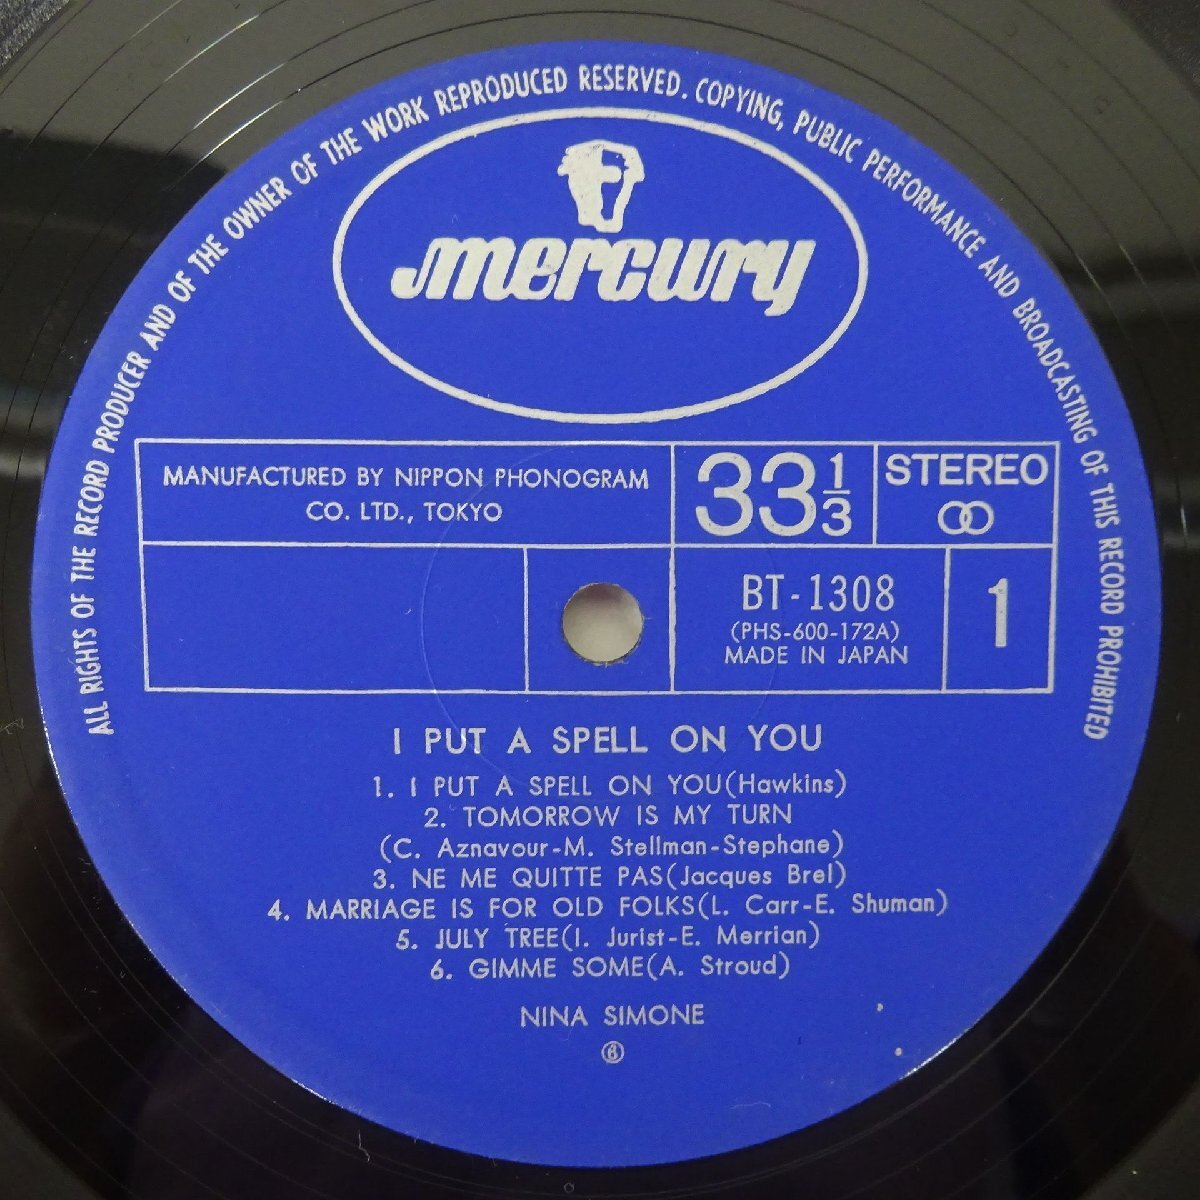 ALL RIGHTS OF THE RECORD PRODUCER AND OF THE OWNER OF THE WORK REPRODUCED RESERVED. COPYING, PUBLIC PERFORMANCE AND BROADCASTING OF THIS RECORD PROHIBITED
mercury
MANUFACTURED BY NIPPON PHONOGRAM
CO. LTD., TOKYO
33 1/3
STEREO
BT-1308
(PHS-600-172A)
MADE IN JAPAN
1
I PUT A SPELL ON YOU
1. I PUT A SPELL ON YOU(Hawkins)
2. TOMORROW IS MY TURN
(C. Aznavour-M. Stellman-Stephane)
3. NE ME QUITTE PAS(Jacques Brel)
4. MARRIAGE IS FOR OLD FOLKS(L. Carr-E. Shuman)
5. JULY TREE(I. Jurist-E. Merrian)
6. GIMME SOME(A. Stroud)
NINA SIMONE